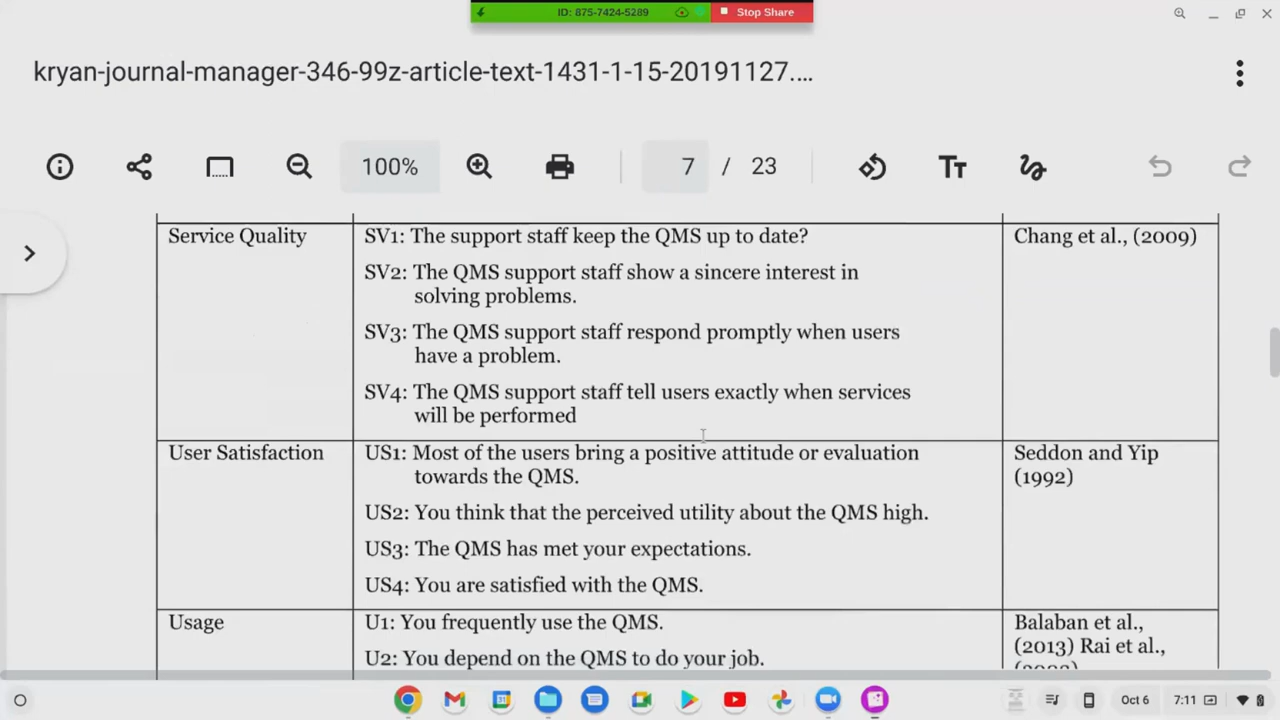 ID: 875-7424-5289 Stop Share
kryan-journal-manager-346-99z-article-text-1431-1-15-20191127....
100% 7 / 23
Service Quality
SV1: The support staff keep the QMS up to date?
Chang et al., (2009)
SV2: The QMS support staff show a sincere interest in
solving problems.
SV3: The QMS support staff respond promptly when users
have a problem.
SV4: The QMS support staff tell users exactly when services
will be performed
User Satisfaction
US1: Most of the users bring a positive attitude or evaluation
towards the QMS.
Seddon and Yip
(1992)
US2: You think that the perceived utility about the QMS high.
US3: The QMS has met your expectations.
US4: You are satisfied with the QMS.
Usage
U1: You frequently use the QMS.
U2: You depend on the QMS to do your job.
Balaban et al.,
(2013) Rai et al.,
Oct 6 7:11